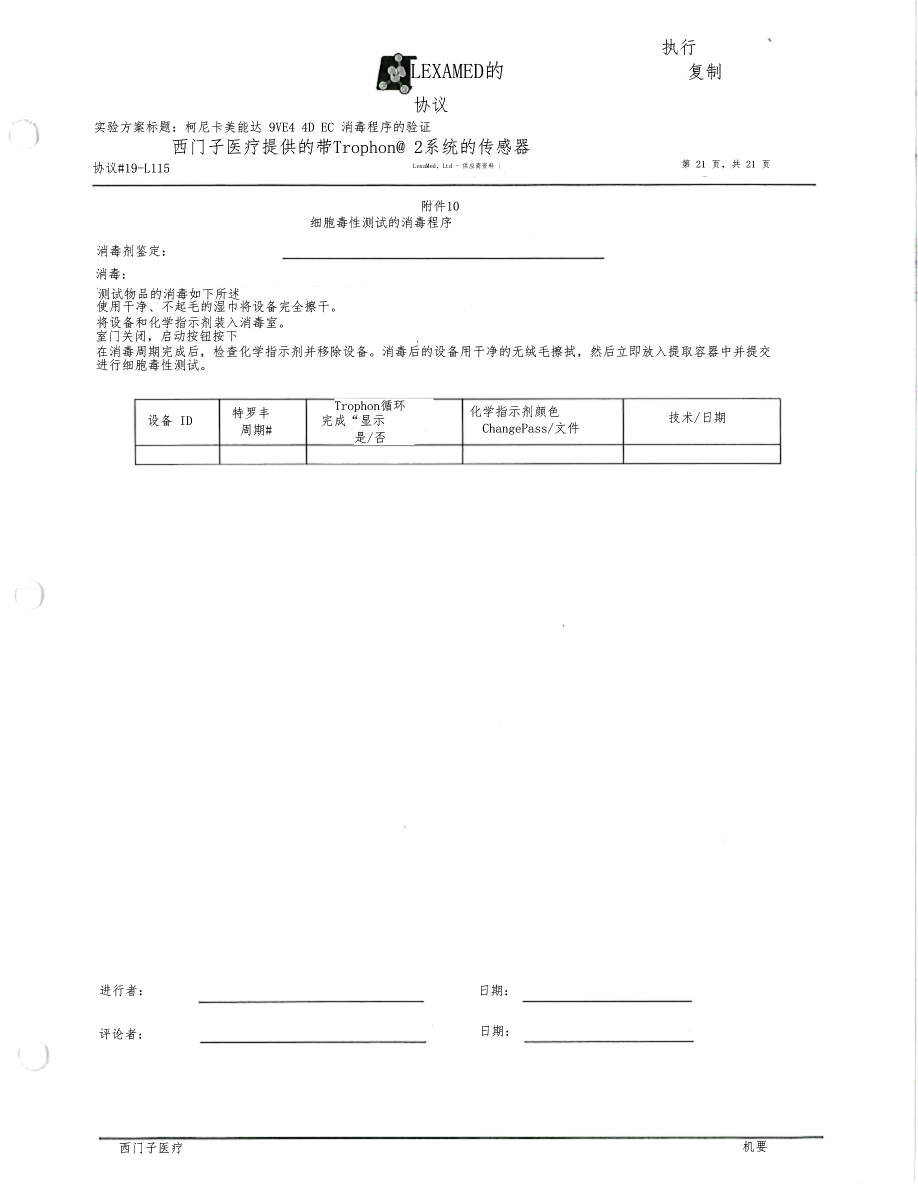 执行
LEXAMED的
复制
协议
实验方案标题：柯尼卡美能达 9VE4 4D EC 消毒程序的验证
西门子医疗提供的带Trophon@ 2系统的传感器
协议#19-L115
LexaMed, Ltd - 供应商资料 |
第 21 页，共 21 页
附件10
细胞毒性测试的消毒程序
消毒剂鉴定：
消毒：
测试物品的消毒如下所述
使用干净、不起毛的湿巾将设备完全擦干。
将设备和化学指示剂装入消毒室。
室门关闭，启动按钮按下
在消毒周期完成后，检查化学指示剂并移除设备。消毒后的设备用干净的无绒毛擦拭，然后立即放入提取容器中并提交
进行细胞毒性测试。
设备 ID
特罗丰
周期#
Trophon循环
完成“显示
是/否
化学指示剂颜色
ChangePass/文件
技术/日期
进行者：
日期：
评论者：
日期：
西门子医疗
机要